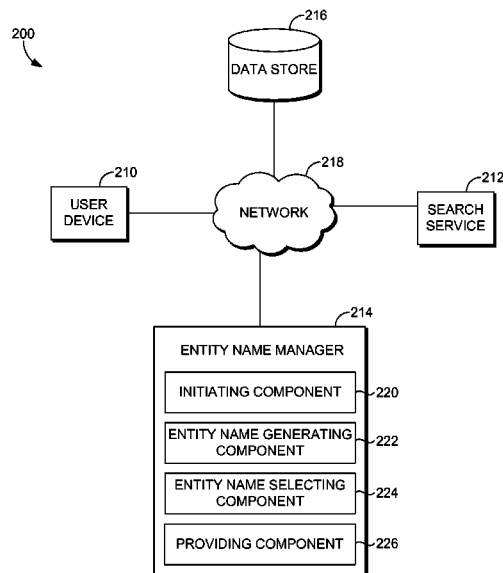 200
216
DATA STORE
218
210
212
USER
DEVICE
NETWORK
SEARCH
SERVICE
214
ENTITY NAME MANAGER
INITIATING COMPONENT
220
ENTITY NAME GENERATING
COMPONENT
222
ENTITY NAME SELECTING
COMPONENT
224
PROVIDING COMPONENT
226